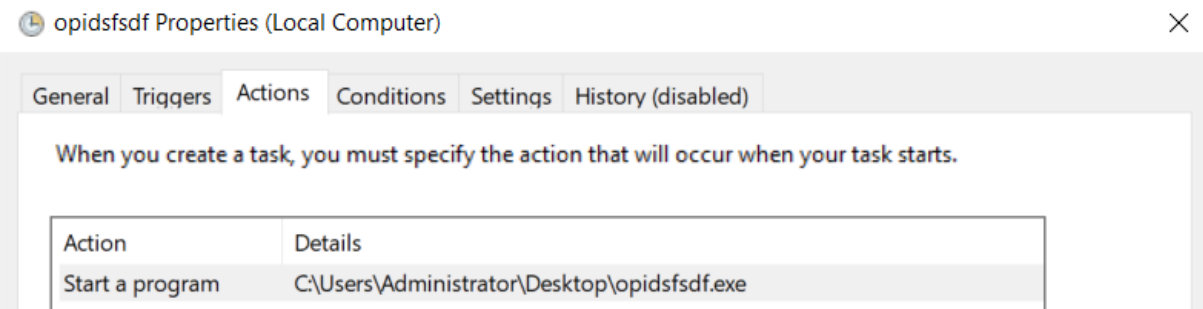 opidsfsdf Properties (Local Computer)
General Triggers Actions Conditions Settings History (disabled)
When you create a task, you must specify the action that will occur when your task starts.
Action Details
Start a program C:\Users\Administrator\Desktop\opidsfsdf.exe